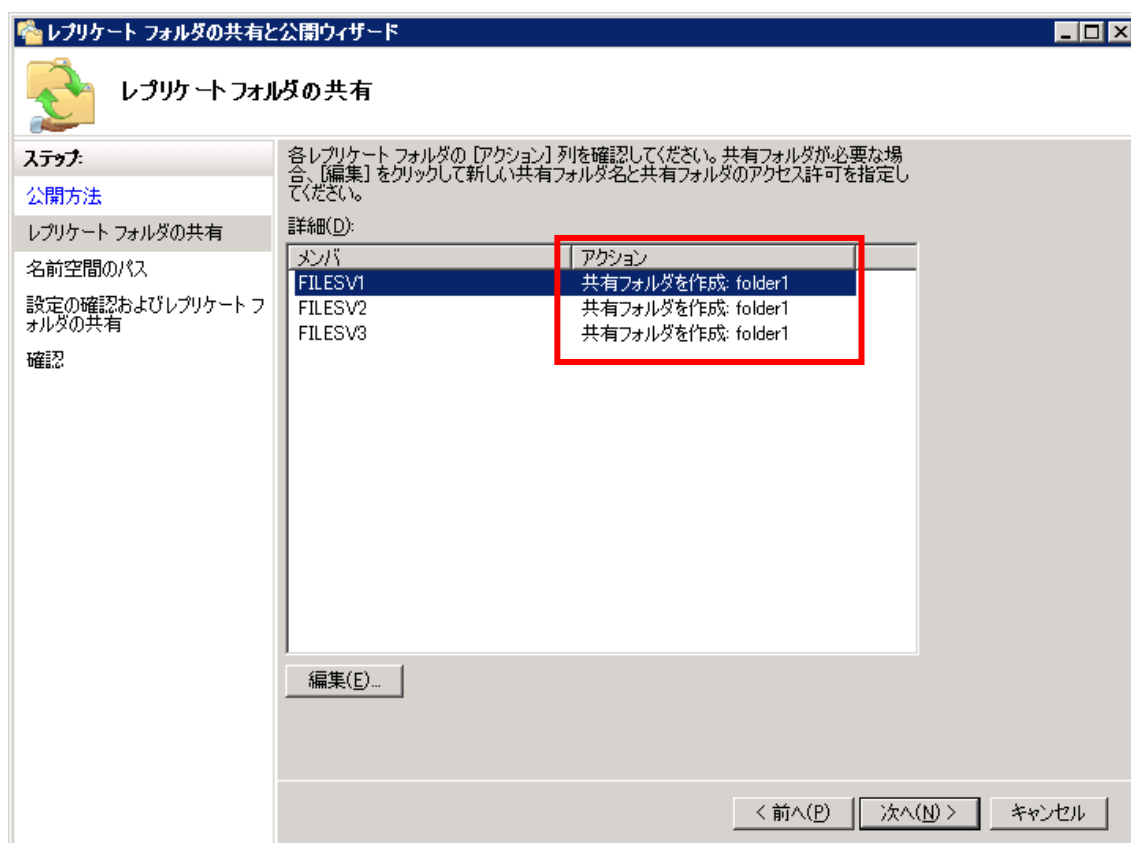 レプリケート フォルダの共有と公開ウィザード
レプリケート フォルダの共有
ステップ:
公開方法
レプリケート フォルダの共有
名前空間のパス
設定の確認およびレプリケート フ
ォルダの共有
確認
各レプリケート フォルダの [アクション] 列を確認してください。共有フォルダが必要な場
合、[編集] をクリックして新しい共有フォルダ名と共有フォルダのアクセス許可を指定し
てください。
詳細(D):
メンバ アクション
FILESV1 共有フォルダを作成: folder1
FILESV2 共有フォルダを作成: folder1
FILESV3 共有フォルダを作成: folder1
編集(E)...
< 前へ(P) 次へ(N) > キャンセル